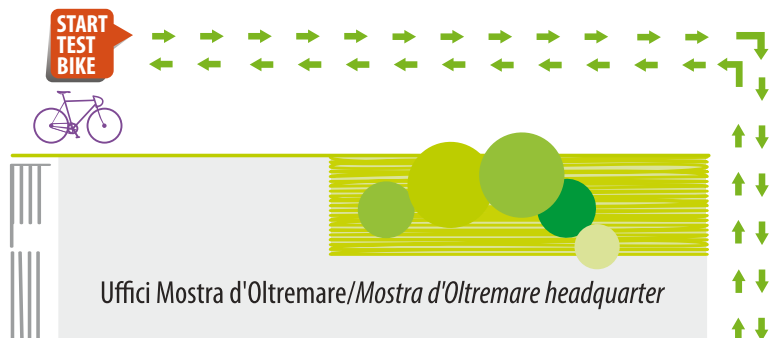 START
TEST
BIKE
Uffici Mostra d'Oltremare/Mostra d'Oltremare headquarter